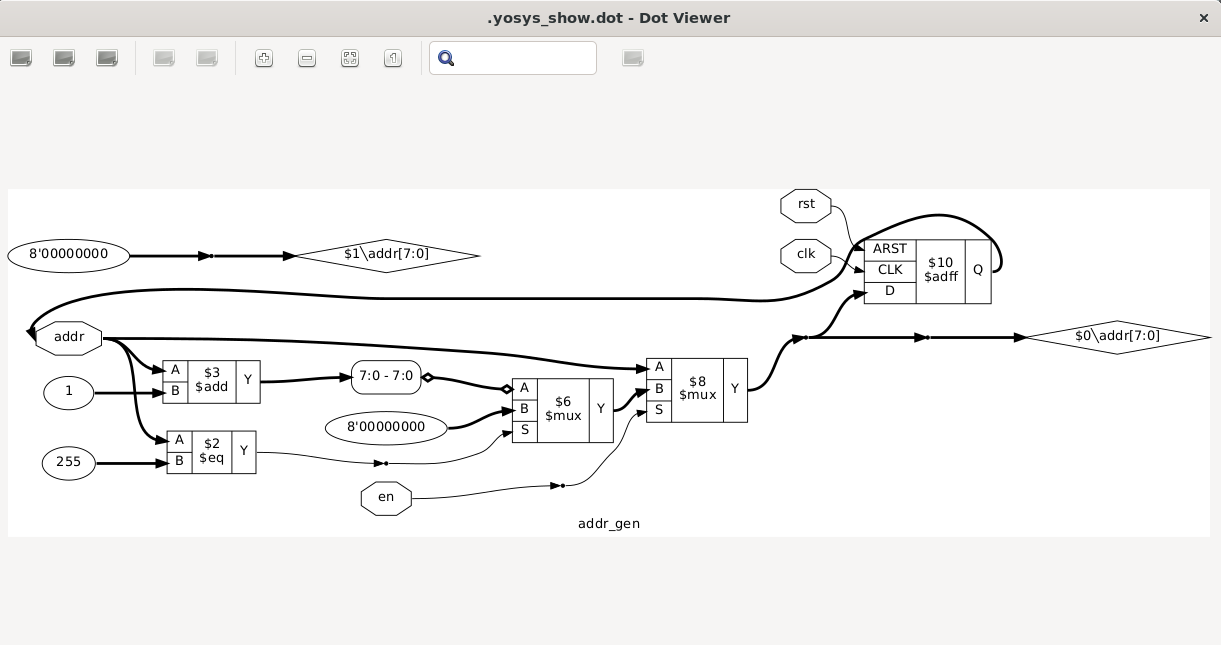 .yosys_show.dot - Dot Viewer
rst
clk
ARST
CLK
D
$10
$adff
Q
8'00000000
$1\addr[7:0]
addr
$0\addr[7:0]
1
A
B
$3
$add
Y
7:0 - 7:0
8'00000000
A
B
S
$6
$mux
Y
A
B
S
$8
$mux
Y
255
A
B
$2
$eq
Y
en
addr_gen